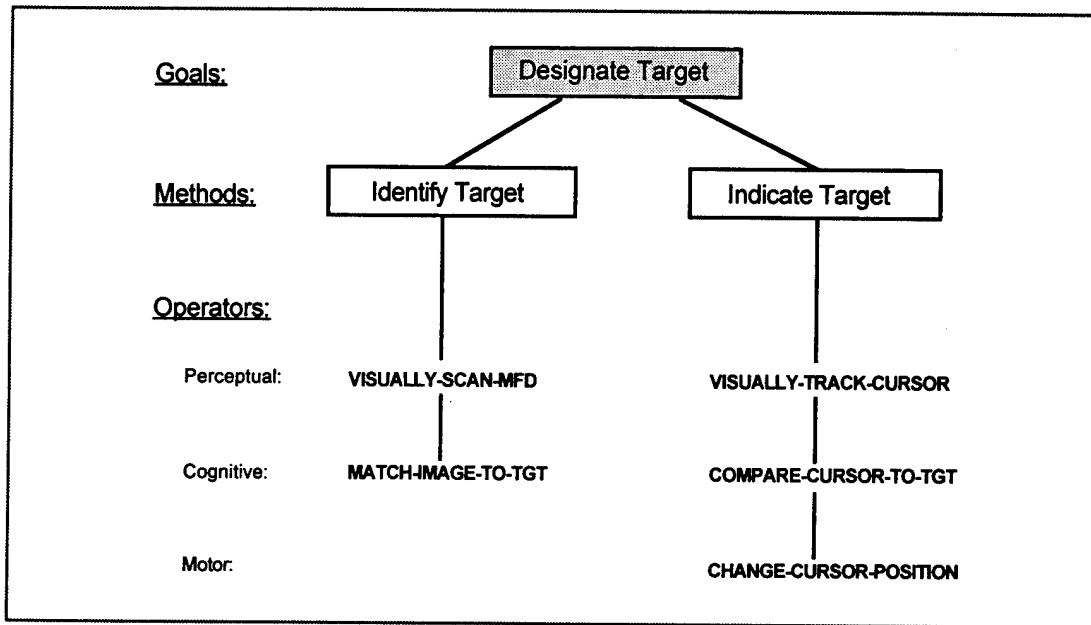 Goals: Designate Target
Methods: Identify Target Indicate Target
Operators:
Perceptual: VISUALLY-SCAN-MFD VISUALLY-TRACK-CURSOR
Cognitive: MATCH-IMAGE-TO-TGT COMPARE-CURSOR-TO-TGT
Motor: CHANGE-CURSOR-POSITION